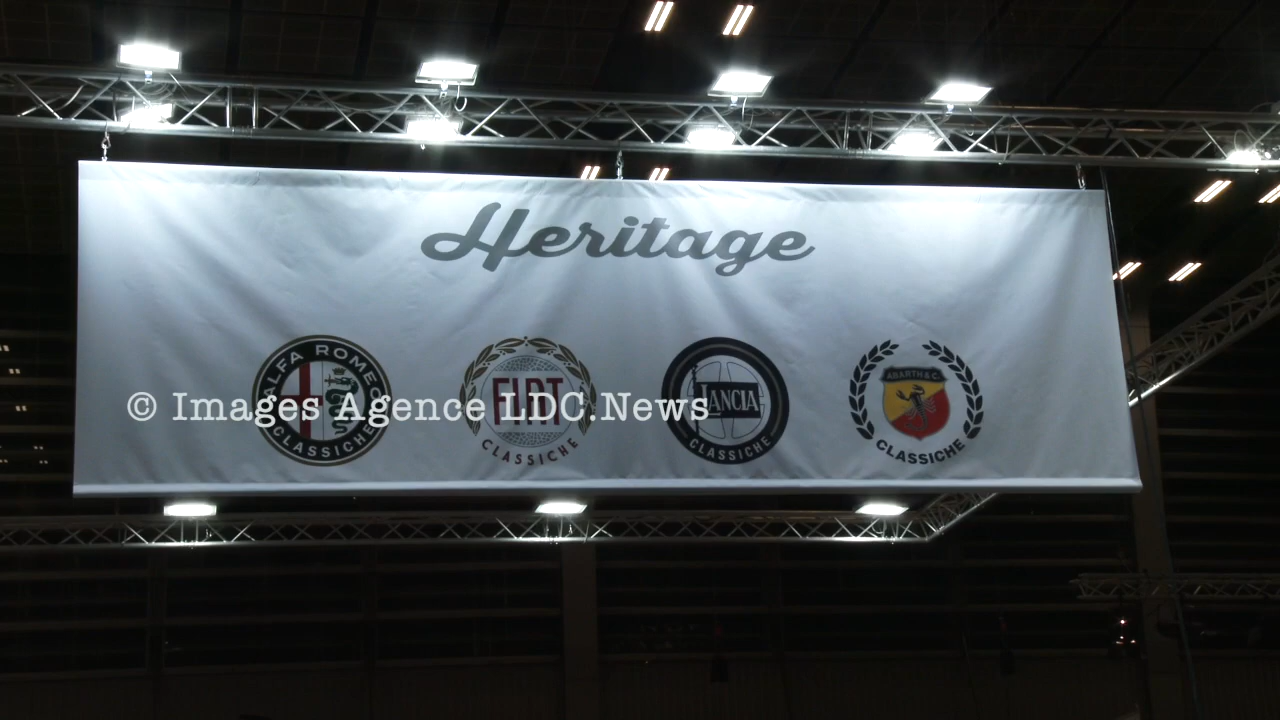 Heritage
ALFA ROMEO
CLASSICHE
FIAT
CLASSICHE
LANCIA
CLASSICHE
ABARTH & C.
CLASSICHE
© Images Agence LDC.News